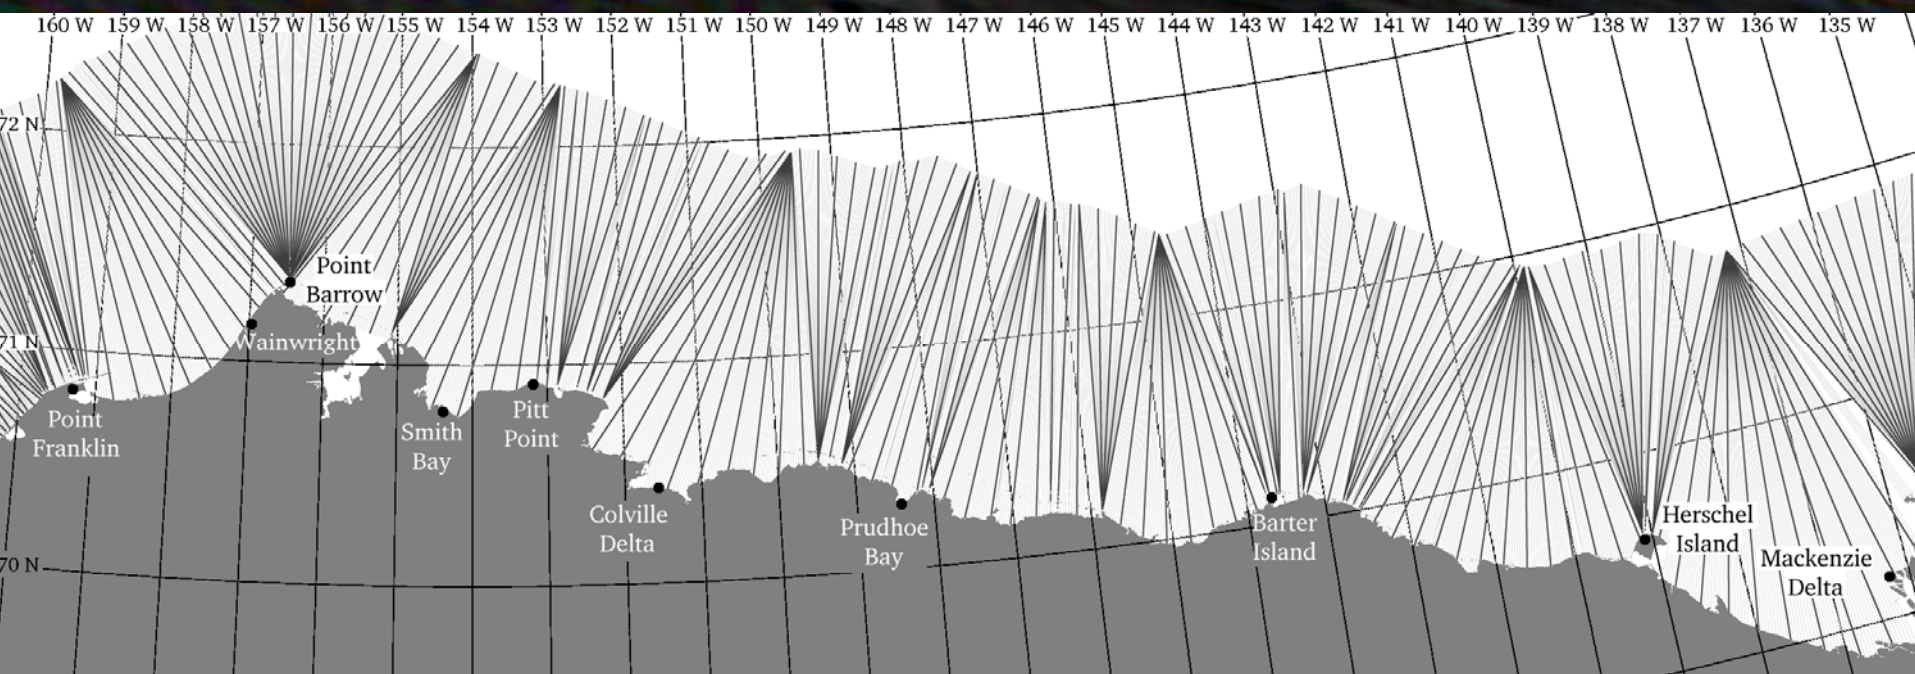 160 W 159 W 158 W 157 W 156 W 155 W 154 W 153 W 152 W 151 W 150 W 149 W 148 W 147 W 146 W 145 W 144 W 143 W 142 W 141 W 140 W 139 W 138 W 137 W 136 W 135 W
72 N
Point
Barrow
71 N
Wainwright
Point
Franklin
Smith
Bay
Pitt
Point
Colville
Delta
Prudhoe
Bay
Barter
Island
Herschel
Island
Mackenzie
Delta
70 N